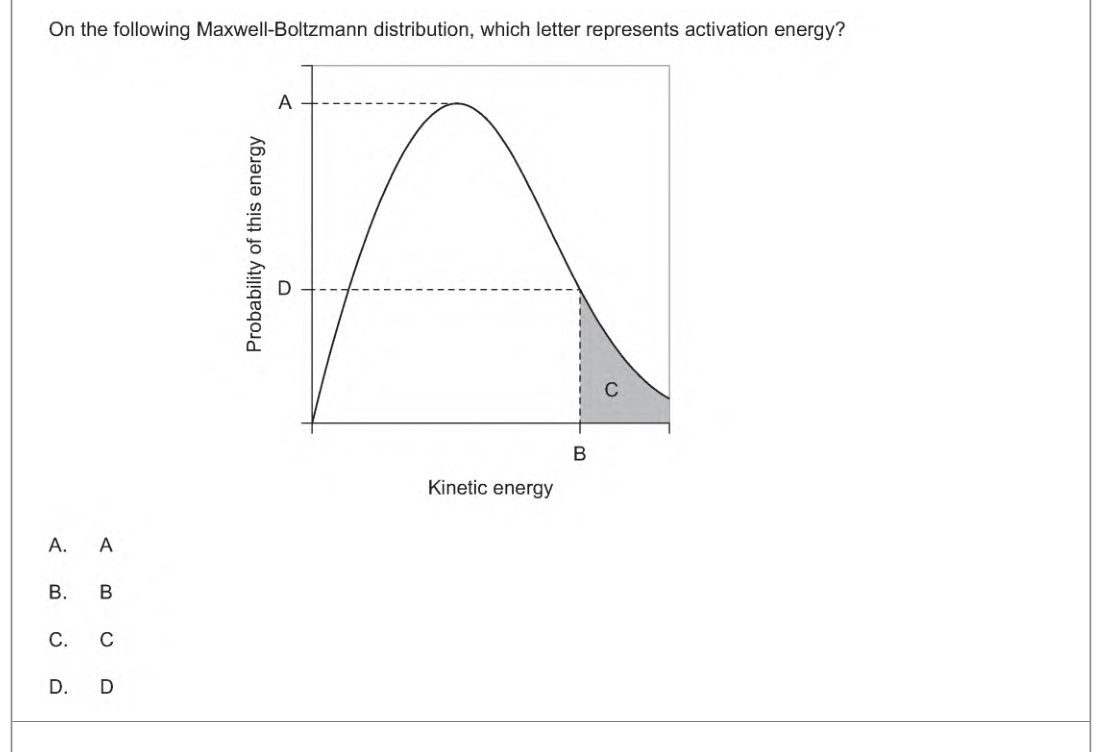 On the following Maxwell-Boltzmann distribution, which letter represents activation energy?
A
Probability of this energy
D
C
B
Kinetic energy
A. A
B. B
C. C
D. D